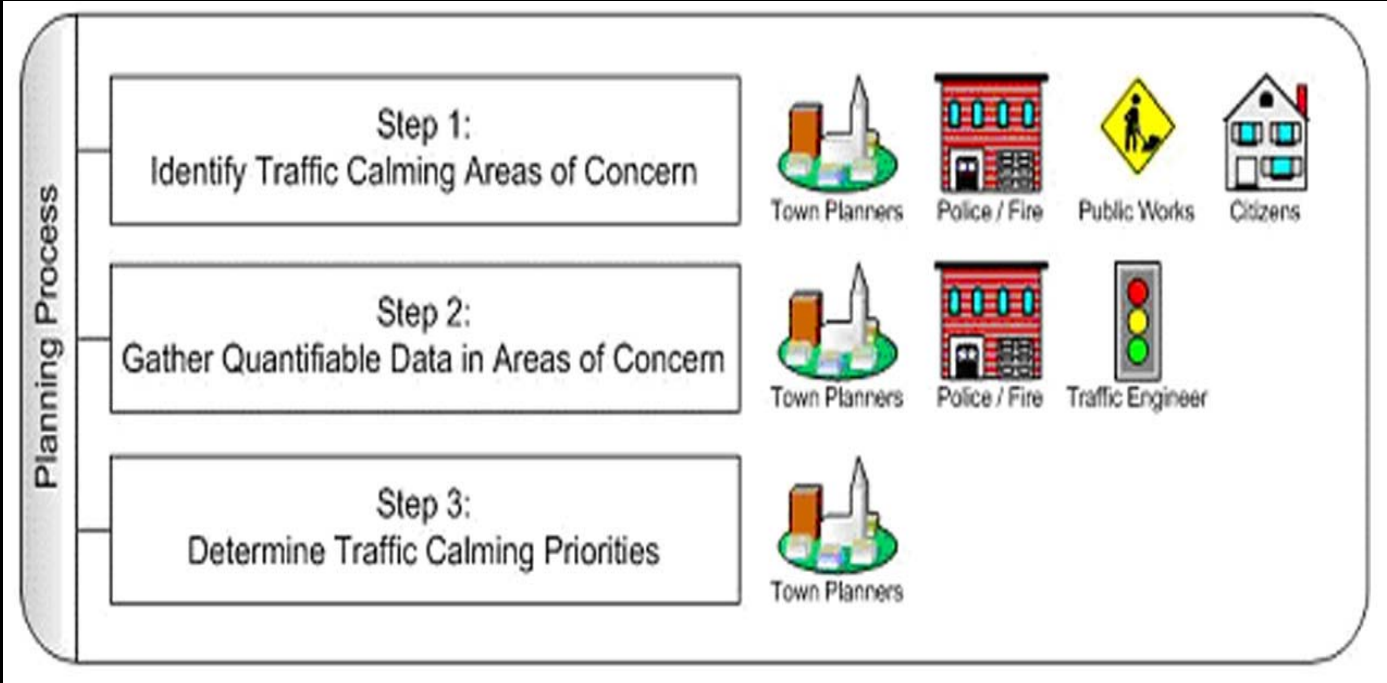 Planning Process
Step 1:
Identify Traffic Calming Areas of Concern
Town Planners
Police / Fire
Public Works
Citizens
Step 2:
Gather Quantifiable Data in Areas of Concern
Town Planners
Police / Fire
Traffic Engineer
Step 3:
Determine Traffic Calming Priorities
Town Planners